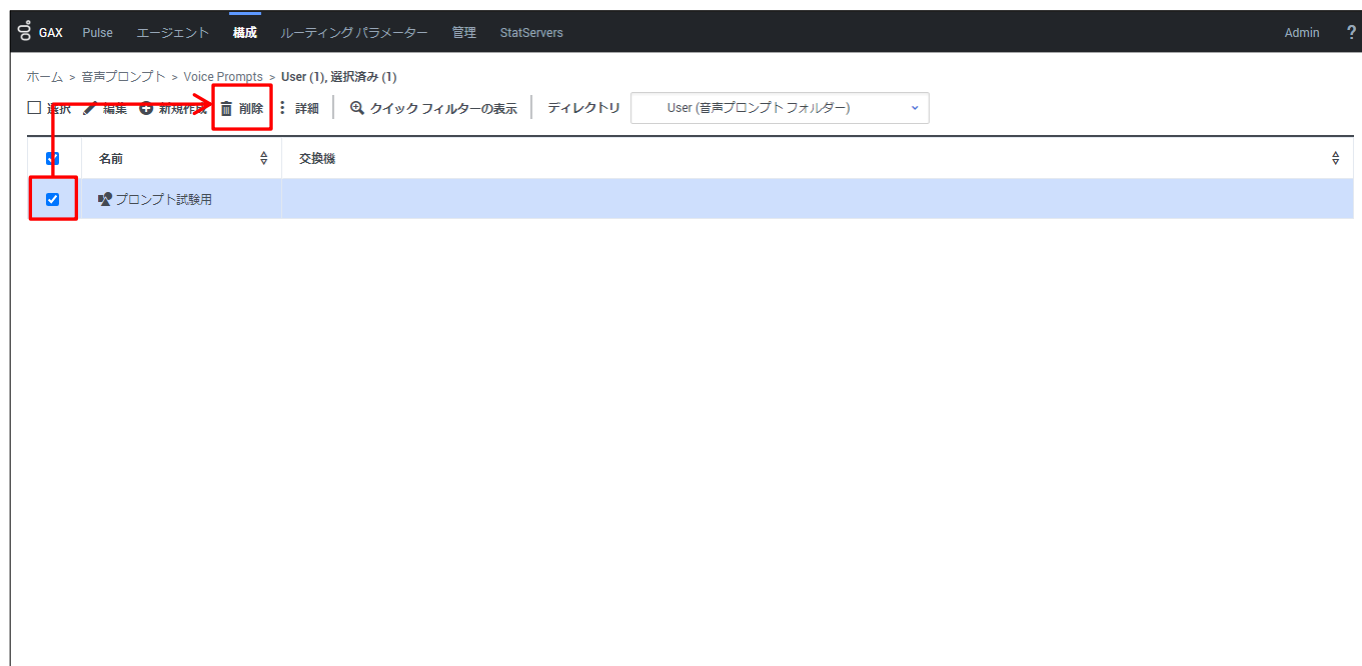 GAX Pulse エージェント 構成 ルーティング パラメーター 管理 StatServers Admin ?
ホーム > 音声プロンプト > Voice Prompts > User (1), 選択済み (1)
選択 編集 新規作成 削除 詳細 クイック フィルターの表示 ディレクトリ User (音声プロンプト フォルダー)
名前 交換機
プロンプト試験用